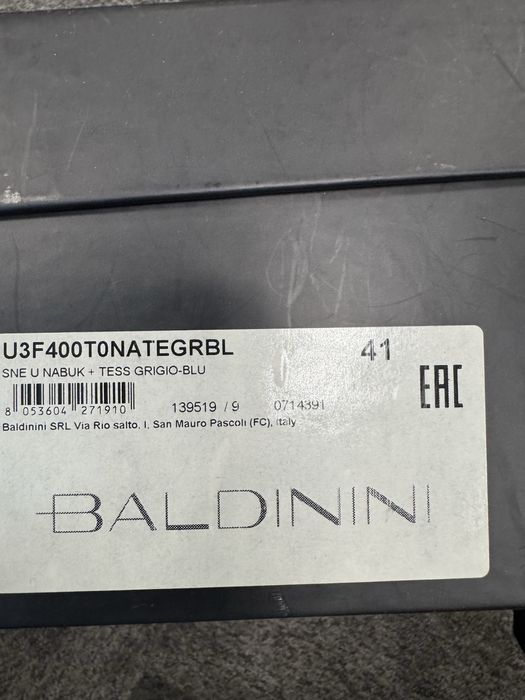 U3F400T0NATEGRBL 41
SNE U NABUK + TESS GRIGIO-BLU
EAC
8 053604 271910 139519 / 9 0714391
Baldinini SRL Via Rio salto, I, San Mauro Pascoli (FC), Italy
BALDININI